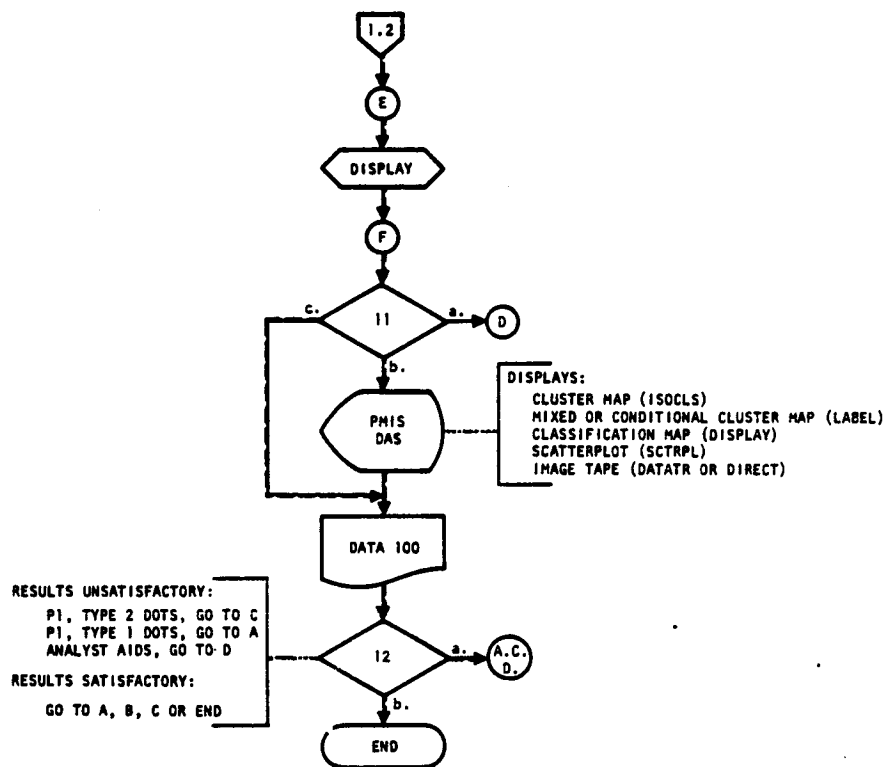 1.2
E
DISPLAY
F
c.
11
a.
D
b.
DISPLAYS:
CLUSTER MAP (ISOCLS)
MIXED OR CONDITIONAL CLUSTER MAP (LABEL)
CLASSIFICATION MAP (DISPLAY)
SCATTERPLOT (SCTRPL)
IMAGE TAPE (DATATR OR DIRECT)
PMIS
DAS
DATA 100
RESULTS UNSATISFACTORY:
P1, TYPE 2 DOTS, GO TO C
P1, TYPE 1 DOTS, GO TO A
ANALYST AIDS, GO TO D
RESULTS SATISFACTORY:
GO TO A, B, C OR END
12
a.
A.C.
D.
b.
END